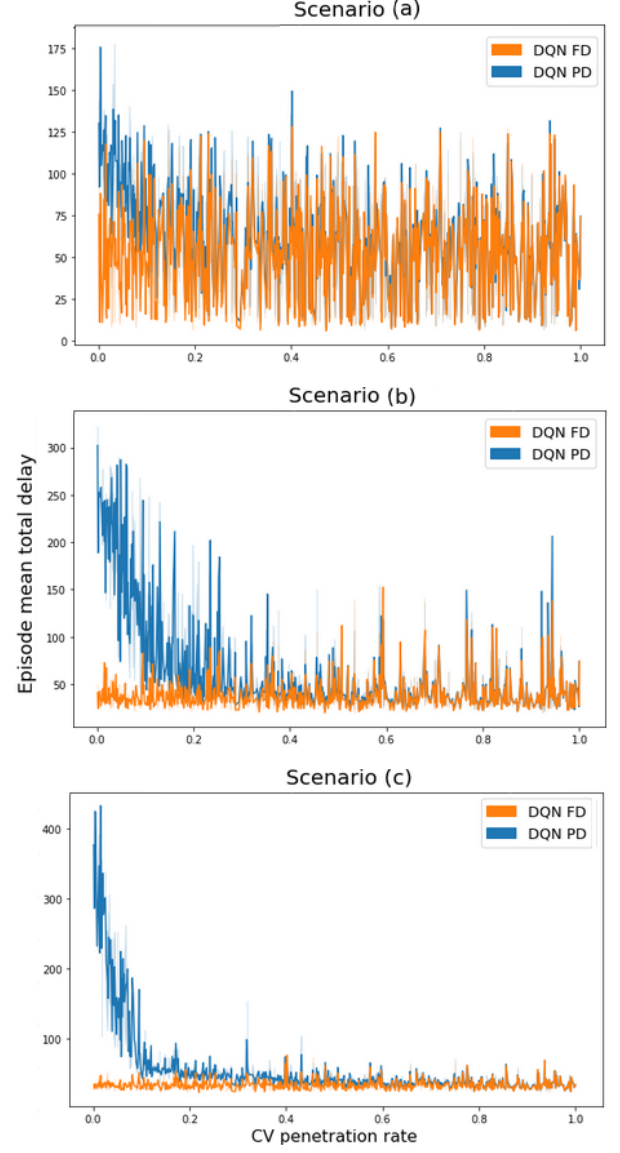 Scenario (a)
175
150
125
100
75
50
25
0
DQN FD
DQN PD
0.0 0.2 0.4 0.6 0.8 1.0
Scenario (b)
Episode mean total delay
300
250
200
150
100
50
DQN FD
DQN PD
0.0 0.2 0.4 0.6 0.8 1.0
Scenario (c)
400
300
200
100
DQN FD
DQN PD
0.0 0.2 0.4 0.6 0.8 1.0
CV penetration rate